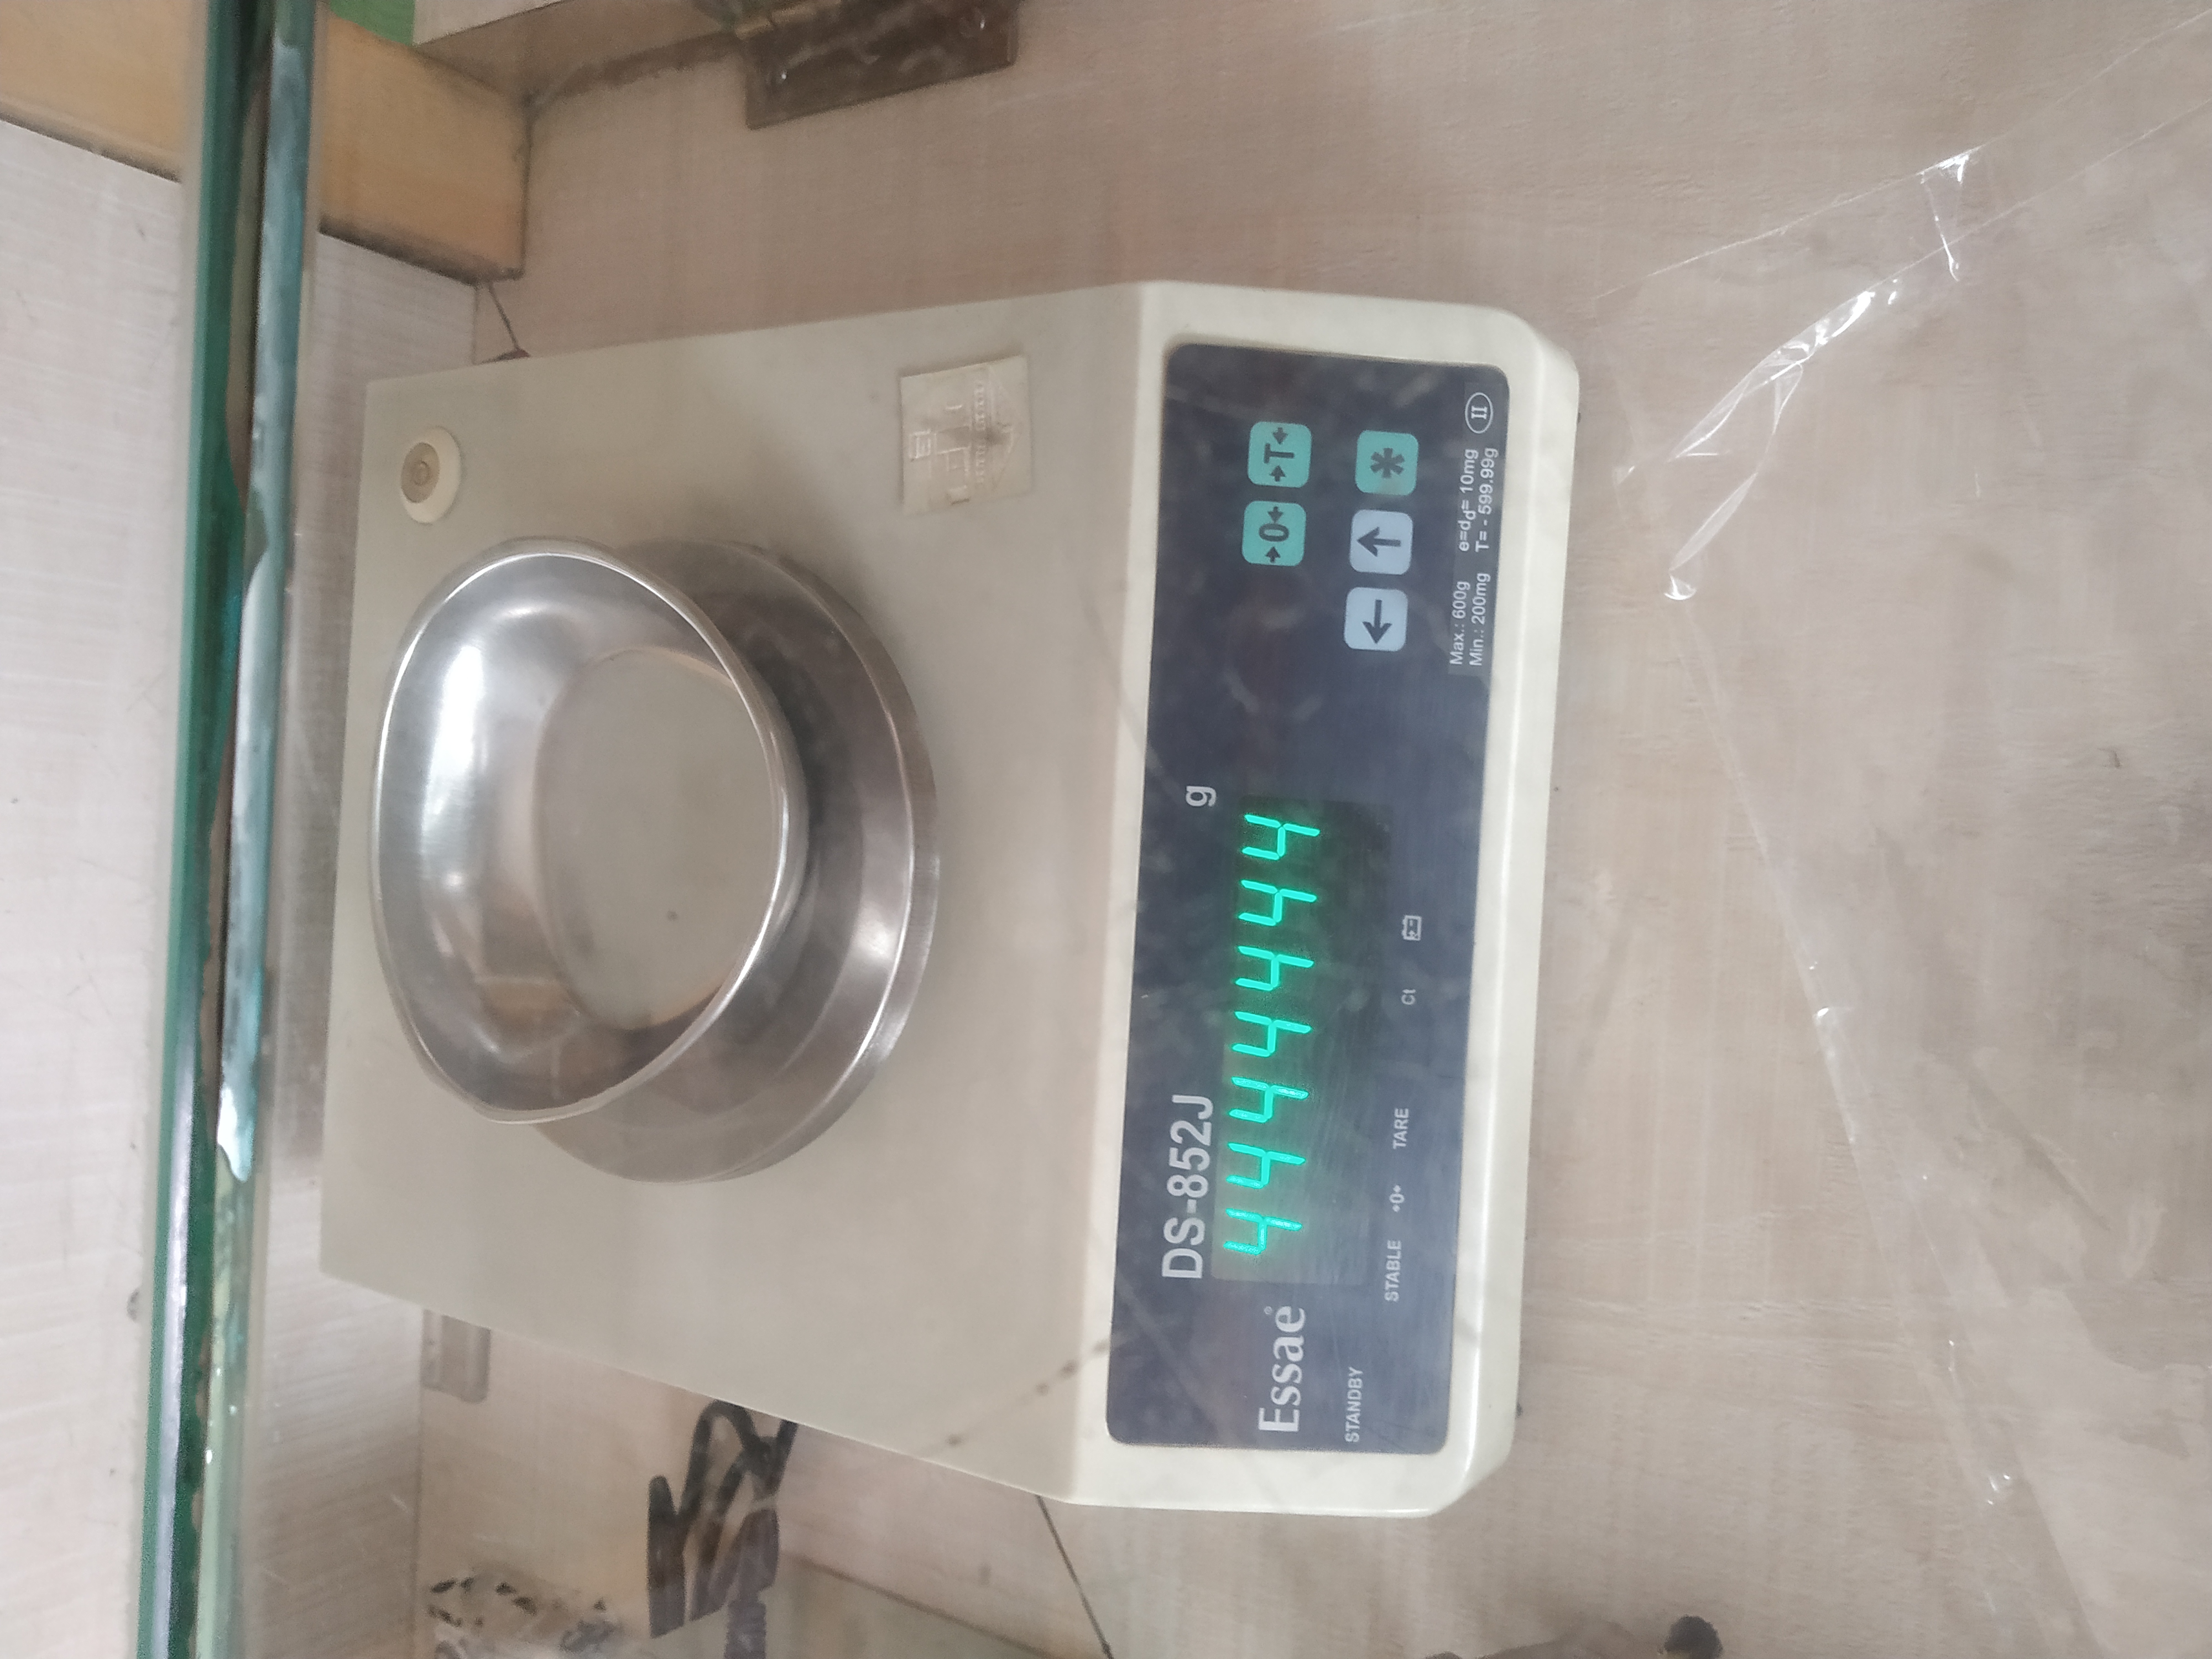 DS-852J g
4444444
Essae
STANDBY
STABLE →0← TARE Ct
→0← →T←
← ↑ *
Max.: 600g e=dd= 10mg
Min.: 200mg T= - 599.99g
II